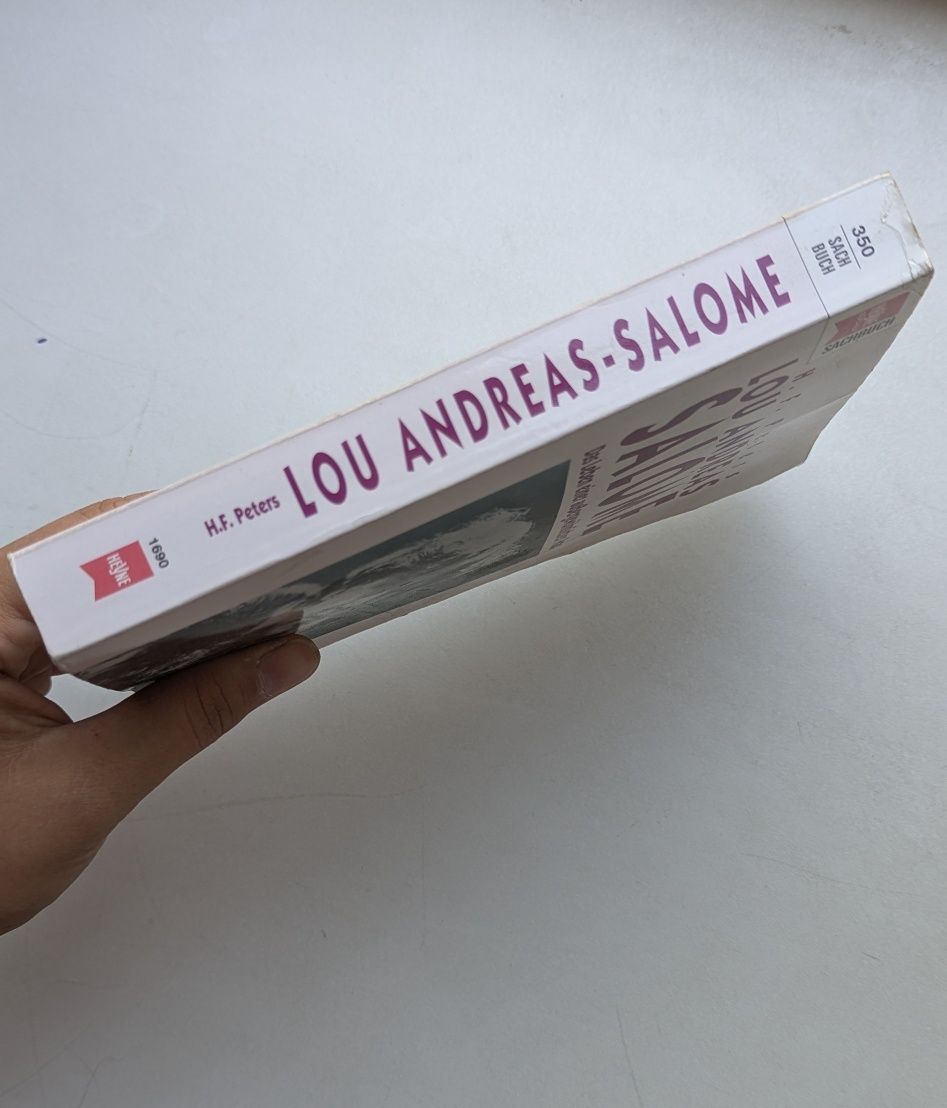 H.F. Peters
LOU ANDREAS-SALOME
HEYNE
1690
350
SACH
BUCH
SACHBUCH
LOU ANDREAS
SALOME